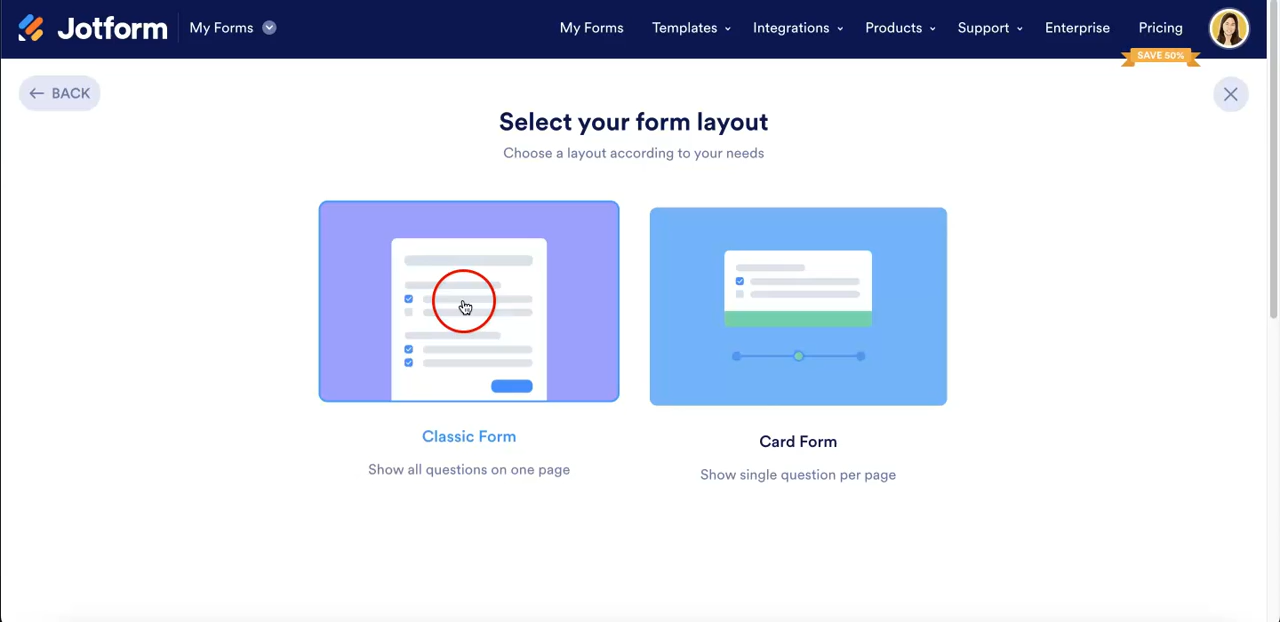 Jotform My Forms My Forms Templates Integrations Products Support Enterprise Pricing
SAVE 50%
← BACK
Select your form layout
Choose a layout according to your needs
Classic Form
Show all questions on one page
Card Form
Show single question per page